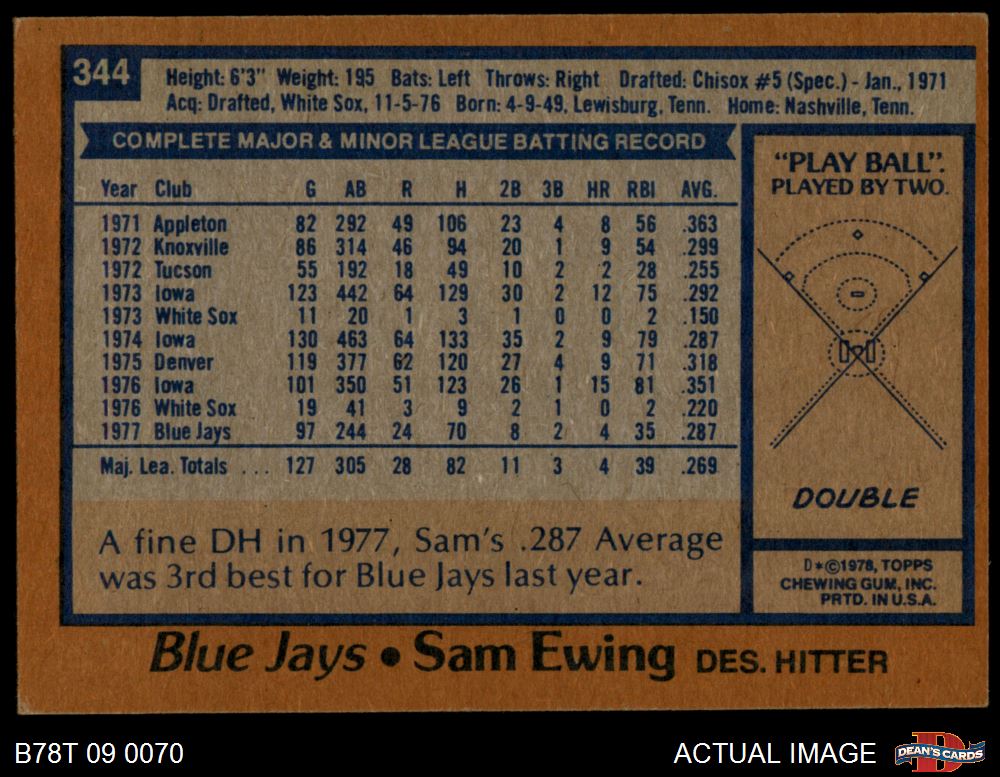 344
Height: 6'3" Weight: 195 Bats: Left Throws: Right Drafted: Chisox #5 (Spec.) - Jan., 1971
Acq: Drafted, White Sox, 11-5-76 Born: 4-9-49, Lewisburg, Tenn. Home: Nashville, Tenn.
COMPLETE MAJOR & MINOR LEAGUE BATTING RECORD
Year Club G AB R H 2B 3B HR RBI AVG.
1971 Appleton 82 292 49 106 23 4 8 56 .363
1972 Knoxville 86 314 46 94 20 1 9 54 .299
1972 Tucson 55 192 18 49 10 2 2 28 .255
1973 Iowa 123 442 64 129 30 2 12 75 .292
1973 White Sox 11 20 1 3 1 0 0 2 .150
1974 Iowa 130 463 64 133 35 2 9 79 .287
1975 Denver 119 377 62 120 27 4 9 71 .318
1976 Iowa 101 350 51 123 26 1 15 81 .351
1976 White Sox 19 41 3 9 2 1 0 2 .220
1977 Blue Jays 97 244 24 70 8 2 4 35 .287
Maj. Lea. Totals ... 127 305 28 82 11 3 4 39 .269
A fine DH in 1977, Sam's .287 Average
was 3rd best for Blue Jays last year.
"PLAY BALL".
PLAYED BY TWO.
DOUBLE
D*©1978, TOPPS
CHEWING GUM, INC.
PRTD. IN U.S.A.
Blue Jays • Sam Ewing DES. HITTER
B78T 09 0070
ACTUAL IMAGE
D
DEAN'S CARDS